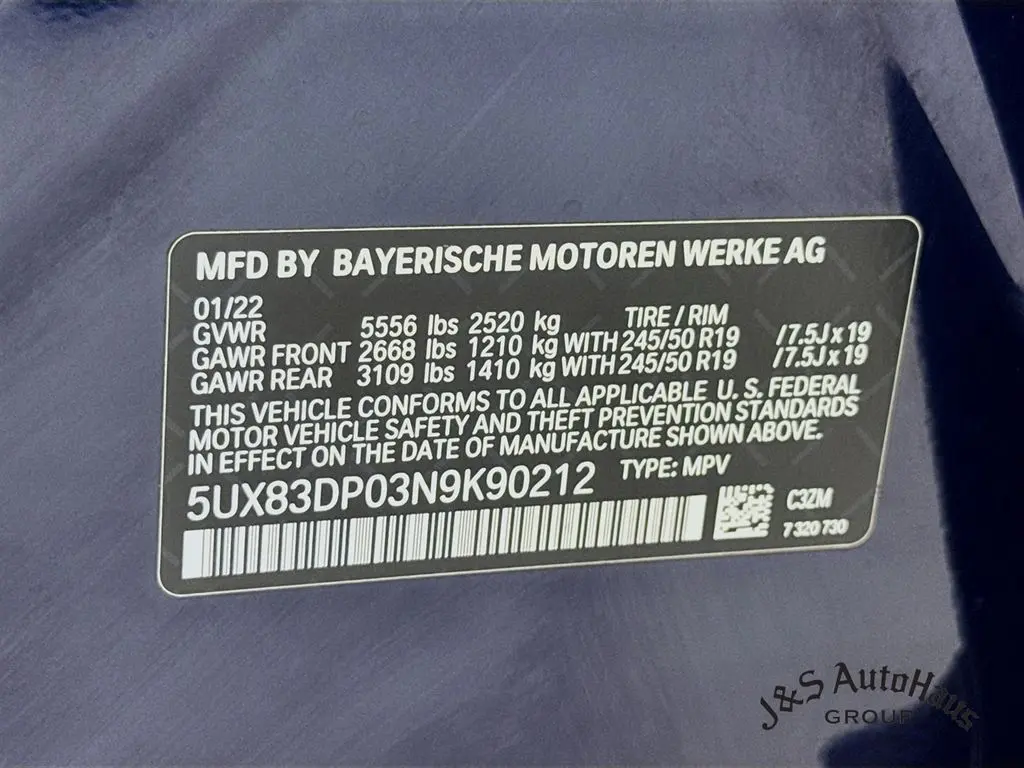 MFD BY BAYERISCHE MOTOREN WERKE AG
01/22
GVWR 5556 lbs 2520 kg TIRE / RIM
GAWR FRONT 2668 lbs 1210 kg WITH 245/50 R19 /7.5J x 19
GAWR REAR 3109 lbs 1410 kg WITH 245/50 R19 /7.5J x 19
THIS VEHICLE CONFORMS TO ALL APPLICABLE U. S. FEDERAL
MOTOR VEHICLE SAFETY AND THEFT PREVENTION STANDARDS
IN EFFECT ON THE DATE OF MANUFACTURE SHOWN ABOVE.
5UX83DP03N9K90212 TYPE: MPV
C3ZM
7 320 730
J&S AutoHaus
GROUP